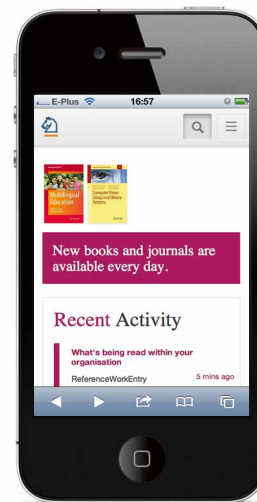 E-Plus 16:57
Multilingual
Education
Computer Vision
Using Local Binary
Patterns
New books and journals are
available every day.
Recent Activity
What's being read within your
organisation
ReferenceWorkEntry 5 mins ago